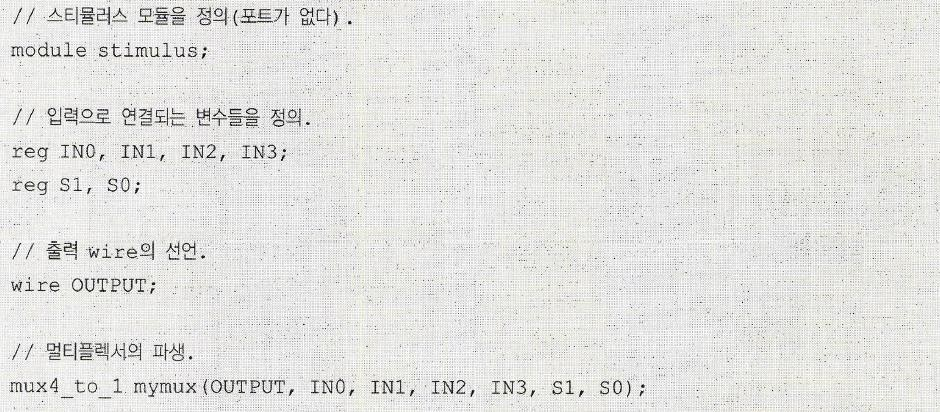 // 스티뮬러스 모듈을 정의(포트가 없다).
module stimulus;
// 입력으로 연결되는 변수들을 정의.
reg IN0, IN1, IN2, IN3;
reg S1, S0;
// 출력 wire의 선언.
wire OUTPUT;
// 멀티플렉서의 파생.
mux4_to_1 mymux(OUTPUT, IN0, IN1, IN2, IN3, S1, S0);